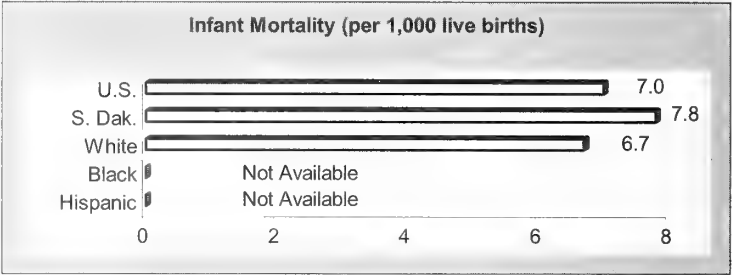 Infant Mortality (per 1,000 live births)
U.S. 7.0
S. Dak. 7.8
White 6.7
Black Not Available
Hispanic Not Available
0 2 4 6 8